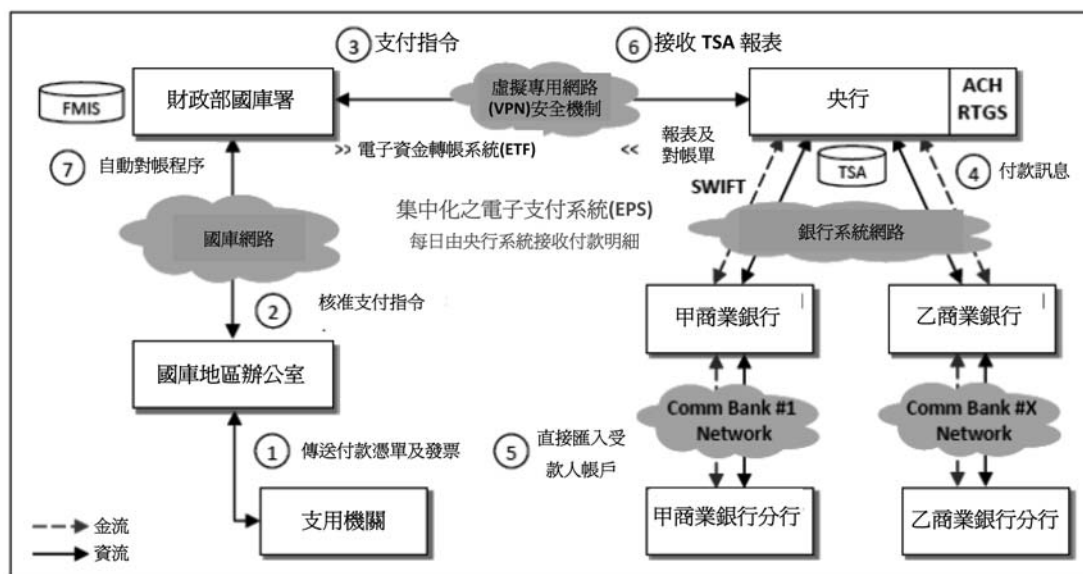 ③ 支付指令
⑥ 接收 TSA 報表
FMIS
財政部國庫署
虛擬專用網路
(VPN)安全機制
央行
ACH
RTGS
⑦ 自動對帳程序
>> 電子資金轉帳系統(ETF)
<<
報表及
對帳單
TSA
④ 付款訊息
SWIFT
集中化之電子支付系統(EPS)
每日由央行系統接收付款明細
國庫網路
銀行系統網路
② 核准支付指令
甲商業銀行
乙商業銀行
國庫地區辦公室
Comm Bank #1
Network
Comm Bank #X
Network
① 傳送付款憑單及發票
⑤ 直接匯入受
款人帳戶
支用機關
甲商業銀行分行
乙商業銀行分行
金流
資流